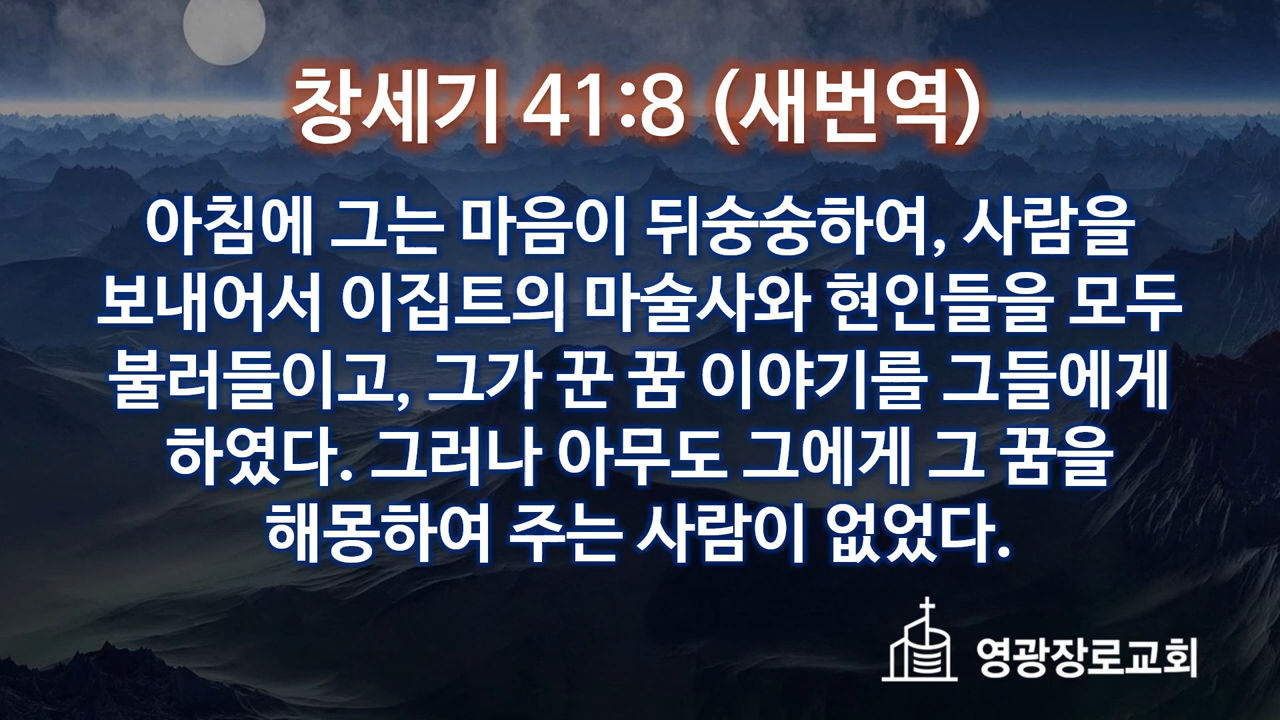 창세기 41:8 (새번역)
아침에 그는 마음이 뒤숭숭하여, 사람을
보내어서 이집트의 마술사와 현인들을 모두
불러들이고, 그가 꾼 꿈 이야기를 그들에게
하였다. 그러나 아무도 그에게 그 꿈을
해몽하여 주는 사람이 없었다.
영광장로교회